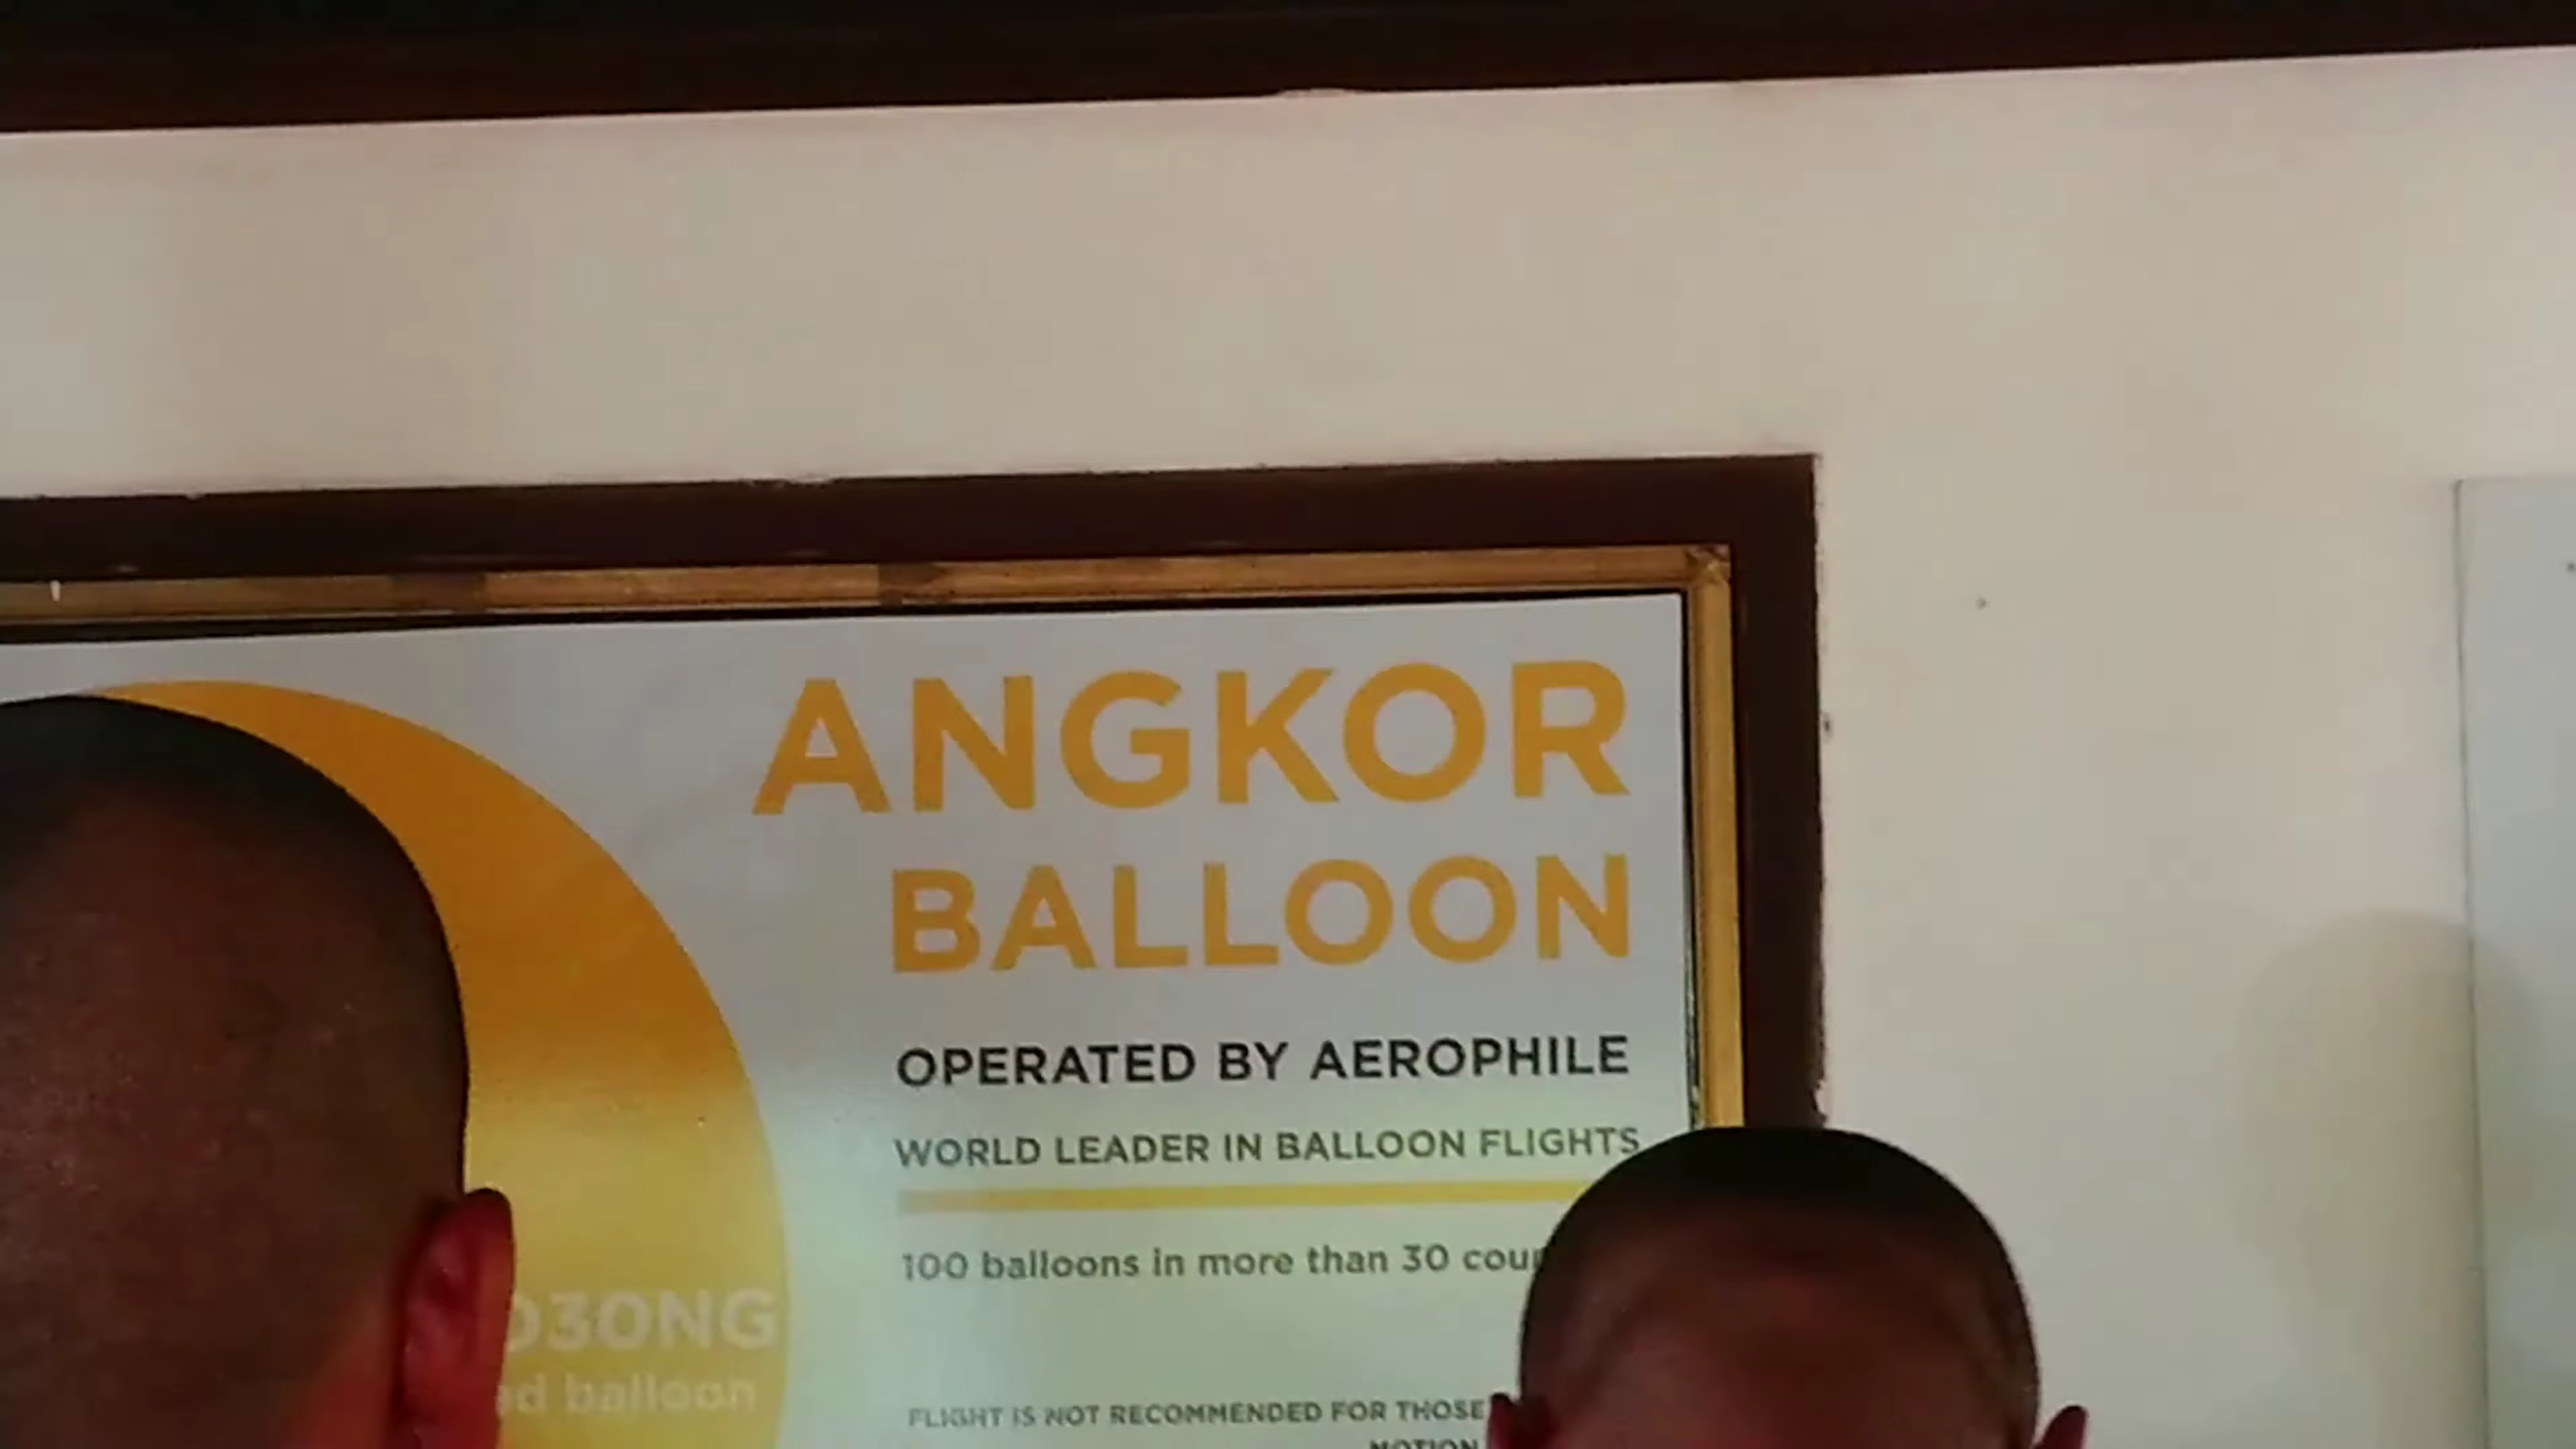 ANGKOR
BALLOON
OPERATED BY AEROPHILE
WORLD LEADER IN BALLOON FLIGHTS
100 balloons in more than 30
30NG
balloon
FLIGHT IS NOT RECOMMENDED FOR THOSE